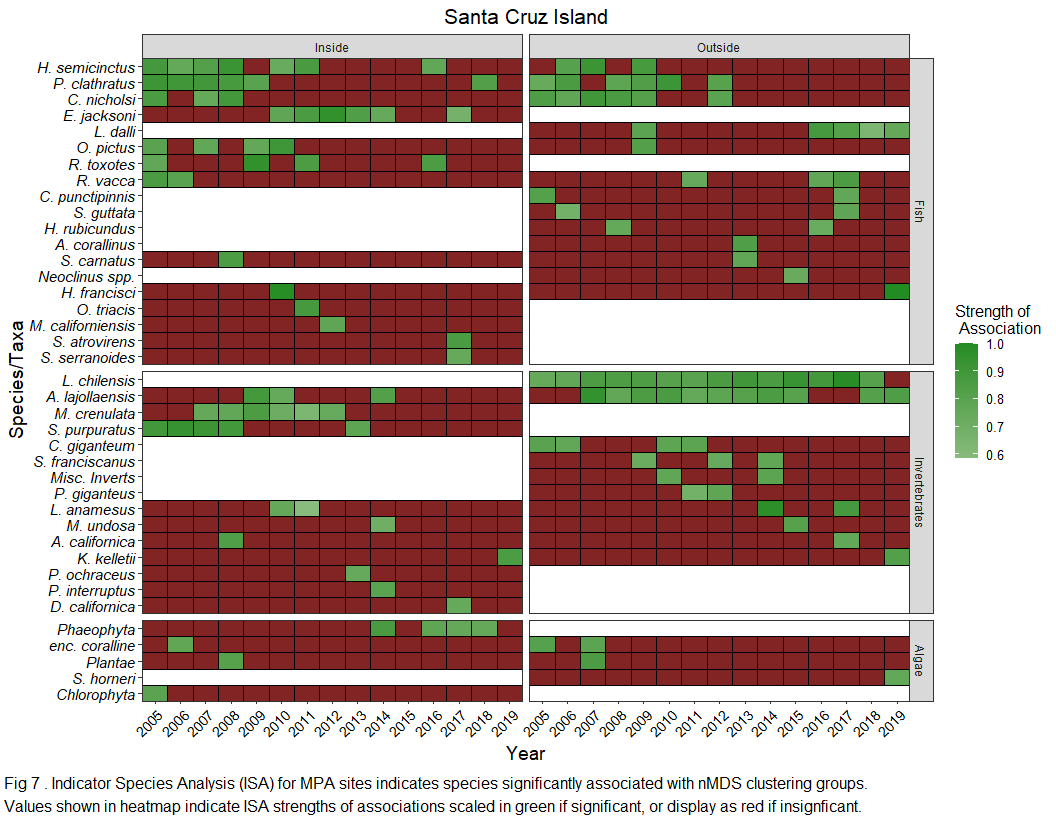 Santa Cruz Island
Inside
Outside
H. semicinctus
P. clathratus
C. nicholsi
E. jacksoni
L. dalli
O. pictus
R. toxotes
R. vacca
C. punctipinnis
S. guttata
H. rubicundus
A. corallinus
S. carnatus
Neoclinus spp.
H. francisci
O. triacis
M. californiensis
S. atrovirens
S. serranoides
Fish
L. chilensis
A. lajollaensis
M. crenulata
S. purpuratus
C. giganteum
S. franciscanus
Misc. Inverts
P. giganteus
L. anamesus
M. undosa
A. californica
K. kelletii
P. ochraceus
P. interruptus
D. californica
Invertebrates
Phaeophyta
enc. coralline
Plantae
S. horneri
Chlorophyta
Algae
Species/Taxa
2005 2006 2007 2008 2009 2010 2011 2012 2013 2014 2015 2016 2017 2018 2019
2005 2006 2007 2008 2009 2010 2011 2012 2013 2014 2015 2016 2017 2018 2019
Year
Strength of
Association
1.0
0.9
0.8
0.7
0.6
Fig 7 . Indicator Species Analysis (ISA) for MPA sites indicates species significantly associated with nMDS clustering groups.
Values shown in heatmap indicate ISA strengths of associations scaled in green if significant, or display as red if insignficant.